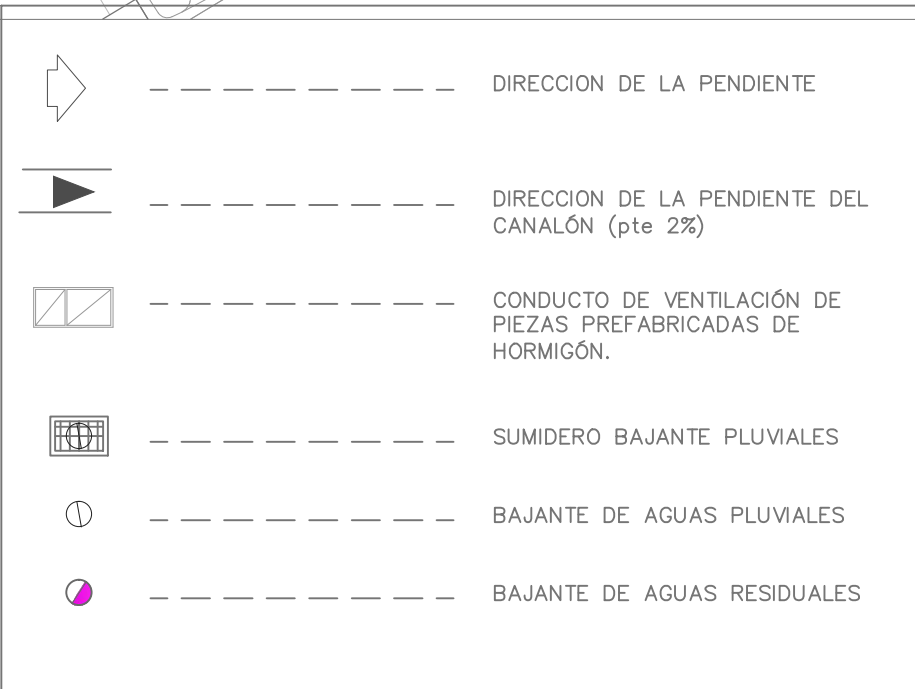 DIRECCION DE LA PENDIENTE
DIRECCION DE LA PENDIENTE DEL
CANALÓN (pte 2%)
CONDUCTO DE VENTILACIÓN DE
PIEZAS PREFABRICADAS DE
HORMIGÓN.
SUMIDERO BAJANTE PLUVIALES
BAJANTE DE AGUAS PLUVIALES
BAJANTE DE AGUAS RESIDUALES